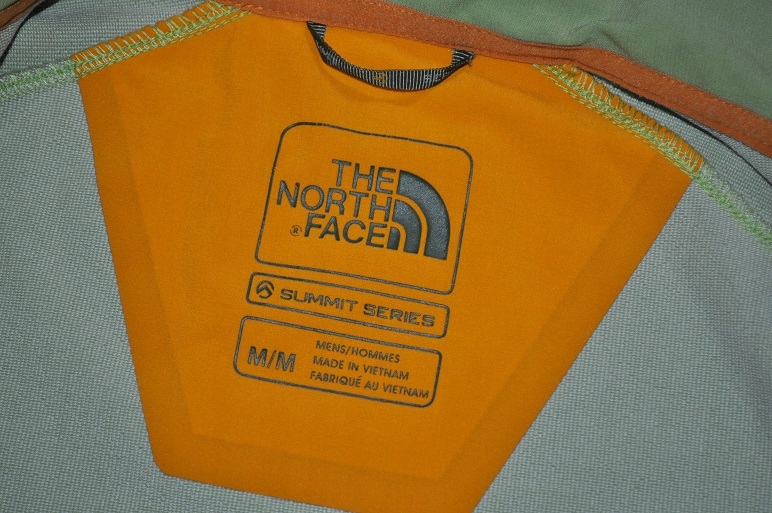 THE
NORTH
® FACE
SUMMIT SERIES
M/M
MENS/HOMMES
MADE IN VIETNAM
FABRIQUÉ AU VIETNAM